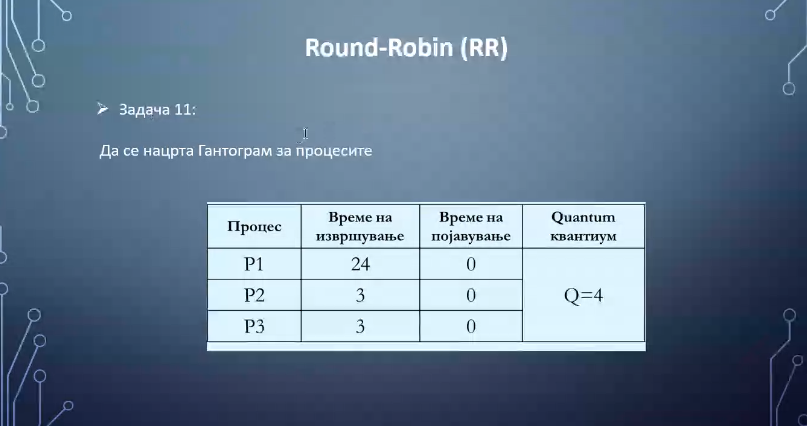 Round-Robin (RR)
Задача 11:
Да се нацрта Гантограм за процесите
Процес Време на извршување Време на појавување Quantum квантиум
P1 24 0 Q=4
P2 3 0
P3 3 0